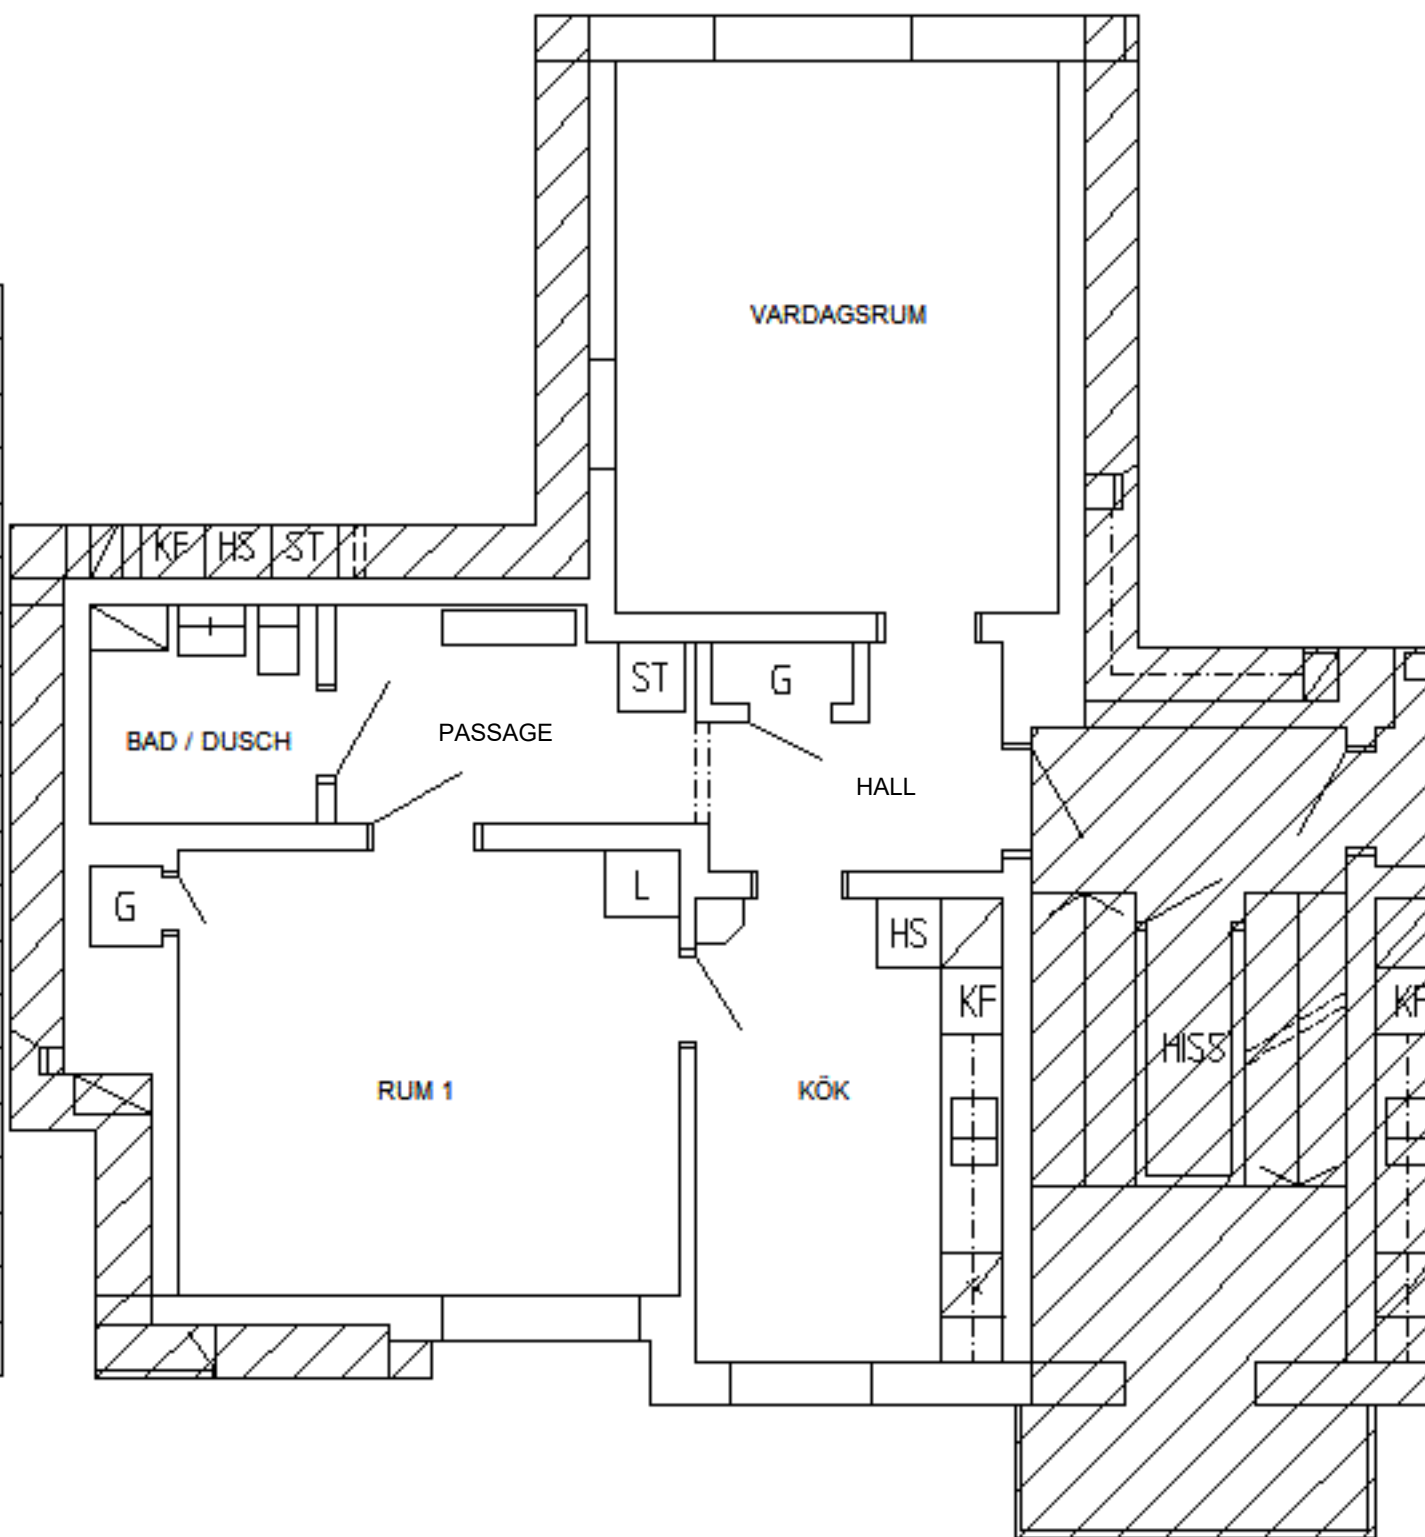 VARDAGSRUM
KF HS ST
ST
G
PASSAGE
BAD / DUSCH
HALL
L
G
HS
KF
KF
HISS
RUM 1
KÖK